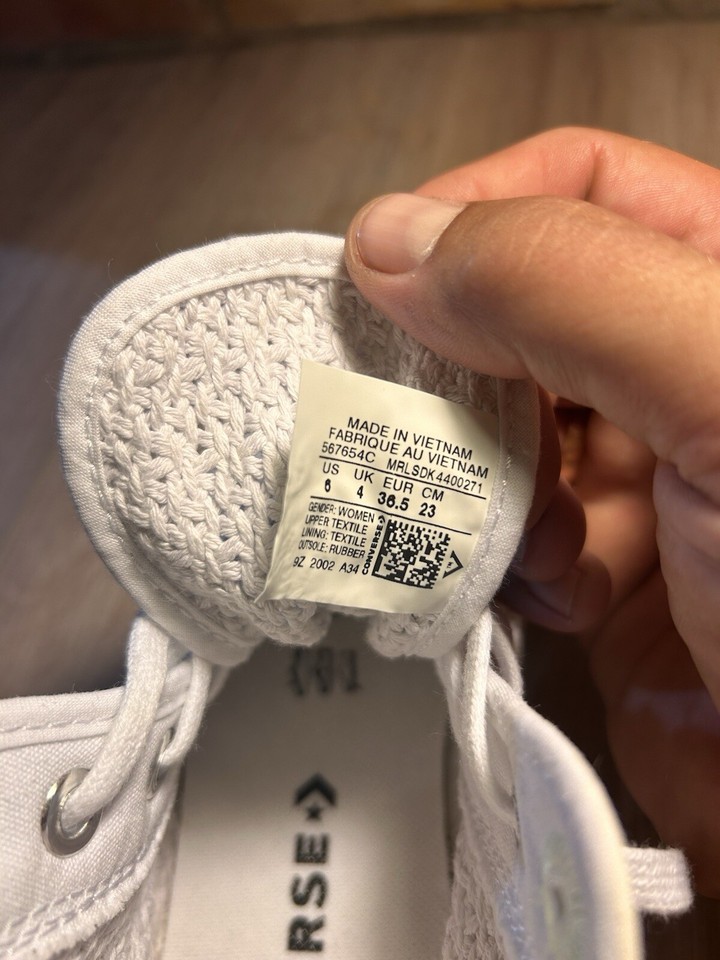 MADE IN VIETNAM
FABRIQUE AU VIETNAM
567654C MRLSDK4400271
US UK EUR CM
6 4 36.5 23
GENDER: WOMEN
UPPER TEXTILE
LINING: TEXTILE
OUTSOLE: RUBBER
9Z 2002 A34
CONVERSE
RSE